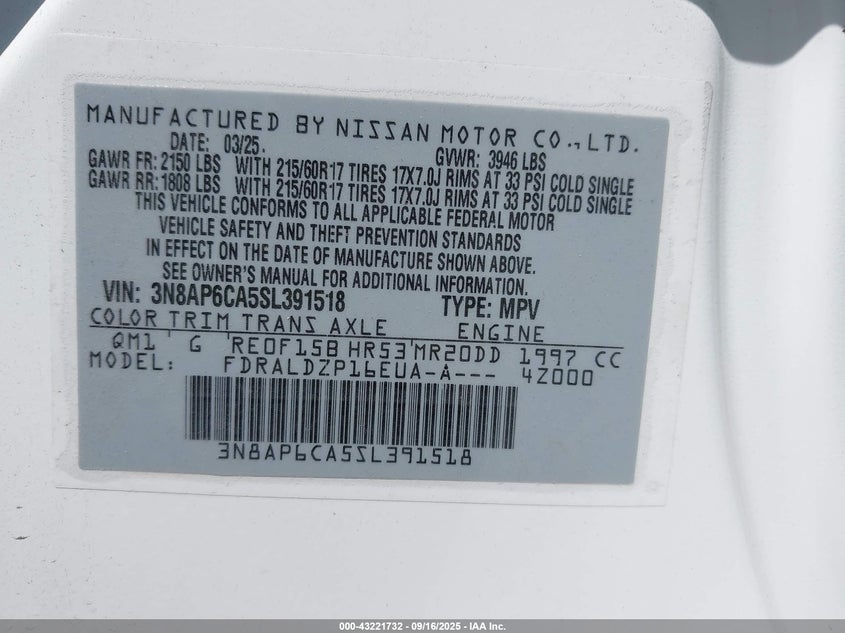 MANUFACTURED BY NISSAN MOTOR CO.,LTD.
DATE: 03/25. GVWR: 3946 LBS
GAWR FR: 2150 LBS WITH 215/60R17 TIRES 17X7.0J RIMS AT 33 PSI COLD SINGLE
GAWR RR: 1808 LBS WITH 215/60R17 TIRES 17X7.0J RIMS AT 33 PSI COLD SINGLE
THIS VEHICLE CONFORMS TO ALL APPLICABLE FEDERAL MOTOR
VEHICLE SAFETY AND THEFT PREVENTION STANDARDS
IN EFFECT ON THE DATE OF MANUFACTURE SHOWN ABOVE.
SEE OWNER'S MANUAL FOR ADDITIONAL INFORMATION.
VIN: 3N8AP6CA5SL391518 TYPE: MPV
COLOR TRIM TRANS AXLE ENGINE
QM1 G RE0F15B HR53 MR20DD 1997 CC
MODEL: FDRALDZP16EUA-A--- 4Z000
3N8AP6CA5SL391518
000-43221732 - 09/16/2025 - IAA Inc.